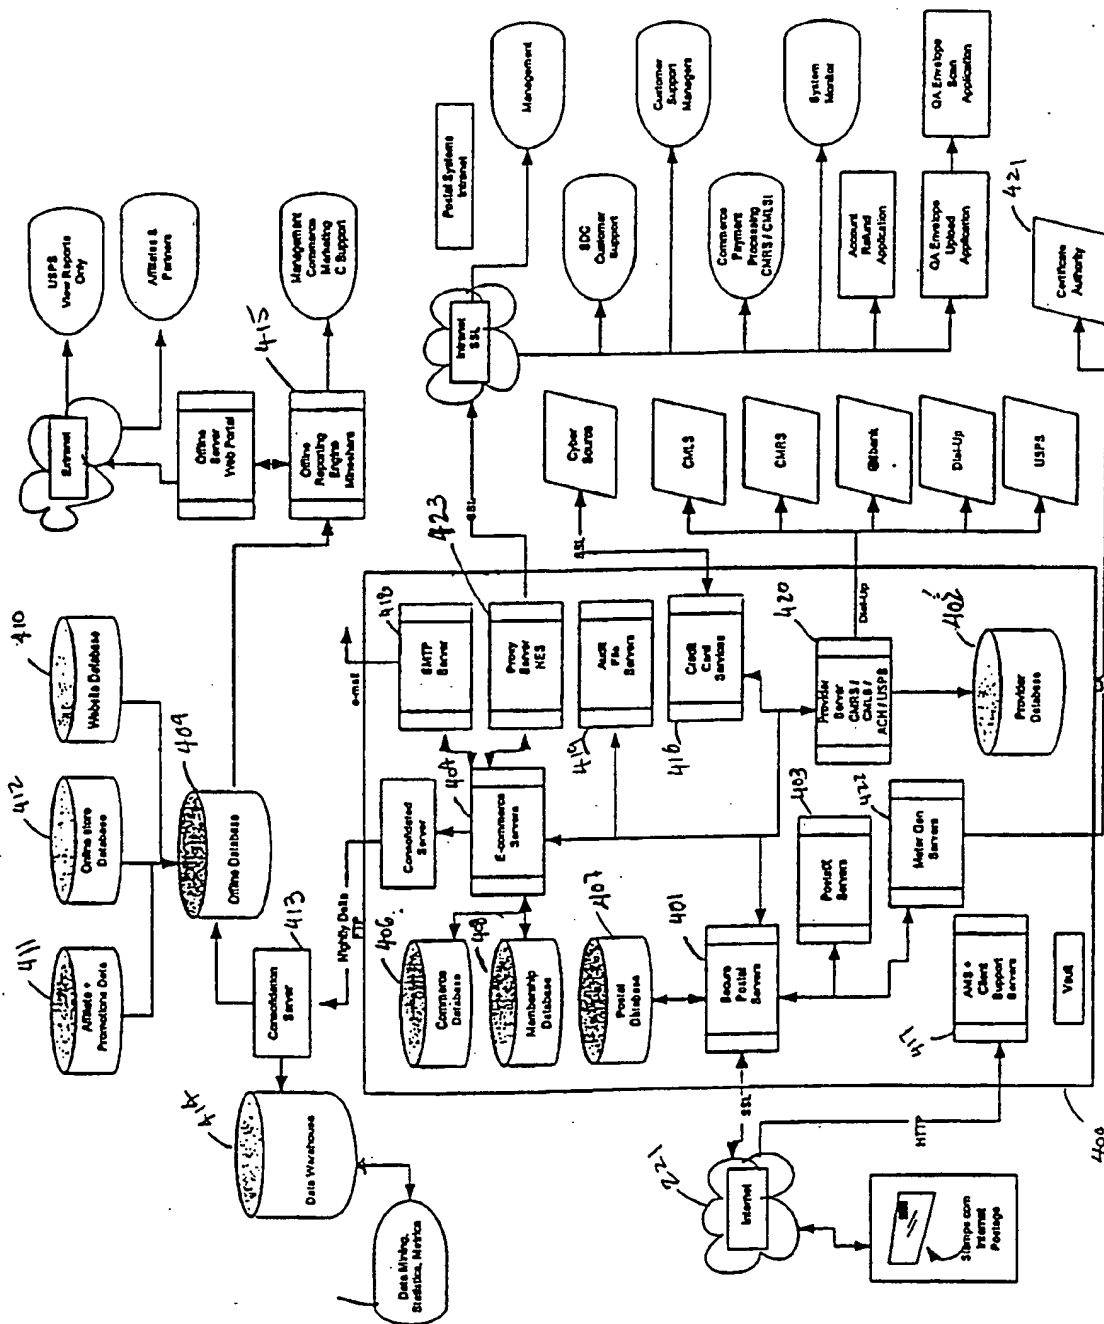 410
Website Database
412
Online store
Database
411
Affiliate +
Promotions Data
409
Offline Database
413
Consolidation
Server
414
Data Warehouse
Data Mining,
Statistics, Metrics
Extranet
USPS
View Reports
Only
Affiliates &
Partners
Offline
Server
Web Portal
415
Offline
Reporting
Engine
Mineshare
Management
Commerce
Marketing
C Support
Postal Systems
Intranet
Intranet
SSL
Management
SDC
Customer
Support
Customer
Support
Managers
Commerce
Payment
Processing
CMRS / CMLSI
System
Monitor
Account
Refund
Application
QA Envelope
Upload
Application
QA Envelope
Scan
Application
421
Certificate
Authority
SSL
Cyber
Source
SSL
CMLS
CMRS
Citibank
Dial-Up
USPS
Dial-Up
e-mail
418
SMTP
Server
423
Proxy
Server
NES
419
Audit
File
Servers
416
Credit
Card
Services
420
Provider
Server
CMRS /
CMLS /
ACH / USPS
402
Provider
Database
Nightly Data
FTP
Consolidated
Server
404
E-commerce
Servers
406
Commerce
Database
408
Membership
Database
407
Postal
Database
401
Secure
Postal
Servers
403
PostalX
Servers
422
Meter Gen
Servers
417
AMS +
Client
Support
Servers
Vault
400
SSL
HTTP
221
Internet
Stamps.com
Internet
Postage